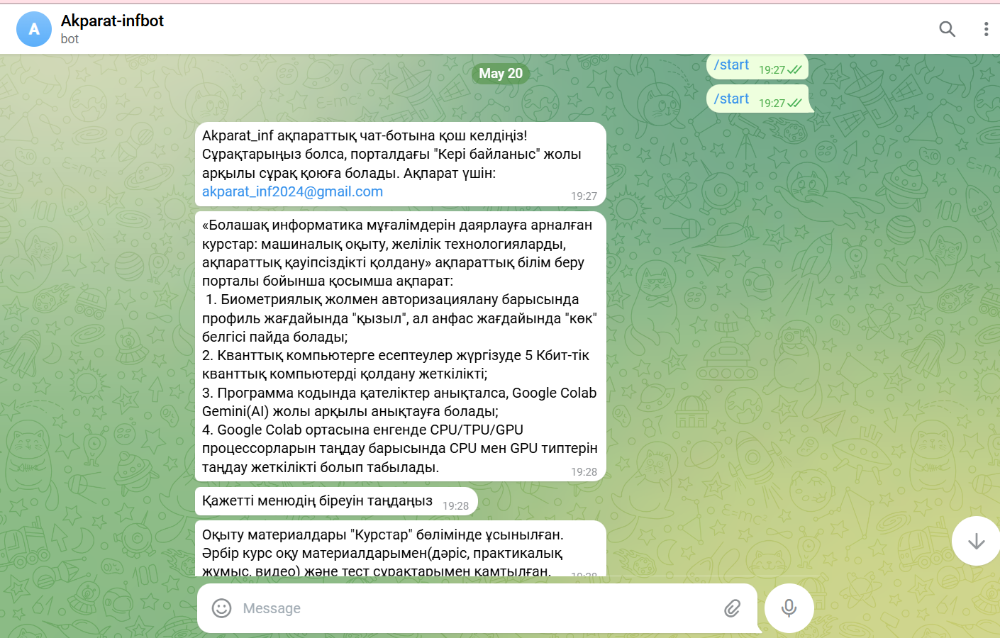 Akparat-infbot
bot
/start 19:27
May 20
/start 19:27
Akparat_inf ақпараттық чат-ботына қош келдіңіз!
Сұрақтарыңыз болса, порталдағы "Кері байланыс" жолы
арқылы сұрақ қоюға болады. Ақпарат үшін:
akparat_inf2024@gmail.com
19:27
«Болашақ информатика мұғалімдерін даярлауға арналған
курстар: машиналық оқыту, желілік технологияларды,
ақпараттық қауіпсіздікті қолдану» ақпараттық білім беру
порталы бойынша қосымша ақпарат:
1. Биометриялық жолмен авторизациялану барысында
профиль жағдайында "қызыл", ал анфас жағдайында "көк"
белгісі пайда болады;
2. Кванттық компьютерге есептеулер жүргізуде 5 Кбит-тік
кванттық компьютерді қолдану жеткілікті;
3. Программа кодында қателіктер анықталса, Google Colab
Gemini(AI) жолы арқылы анықтауға болады;
4. Google Colab ортасына енгенде CPU/TPU/GPU
процессорларын таңдау барысында CPU мен GPU типтерін
таңдау жеткілікті болып табылады.
19:28
Қажетті менюдің біреуін таңдаңыз 19:28
Оқыту материалдары "Курстар" бөлімінде ұсынылған.
Әрбір курс оқу материалдарымен(дәріс, практикалық
жұмыс, видео) және тест сұрақтарымен қамтылған. 19:28
Message